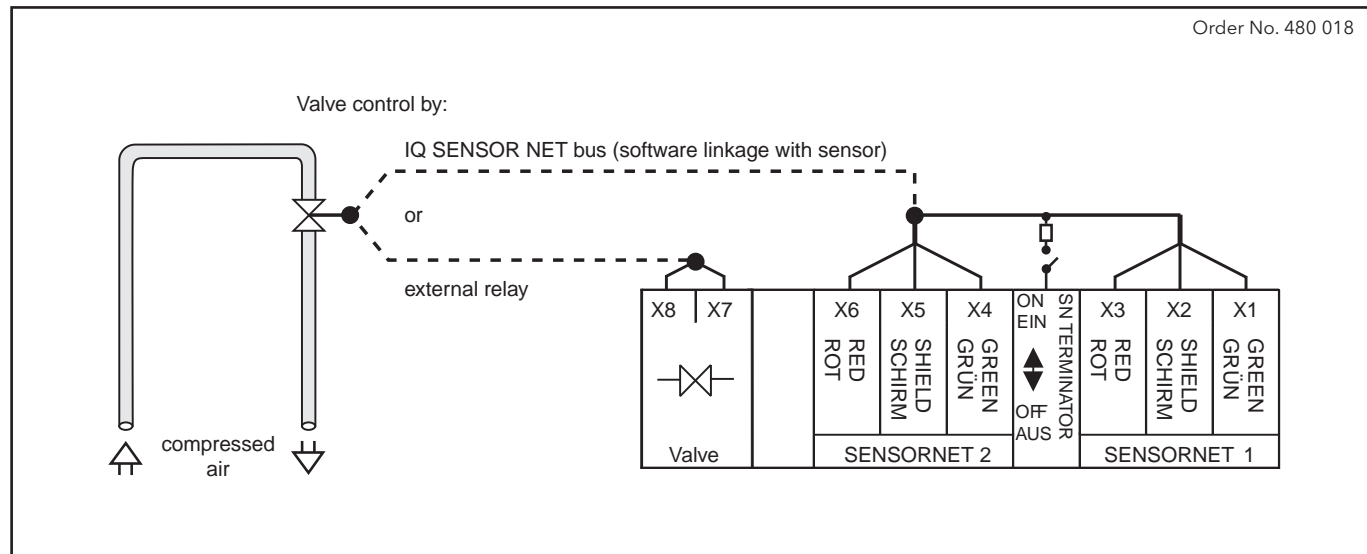 Order No. 480 018
Valve control by:
IQ SENSOR NET bus (software linkage with sensor)
or
external relay
compressed
air
X8 X7
Valve
X6
RED
ROT
X5
SHIELD
SCHIRM
X4
GREEN
GRÜN
SENSORNET 2
ON
EIN
OFF
AUS
SN TERMINATOR
X3
RED
ROT
X2
SHIELD
SCHIRM
X1
GREEN
GRÜN
SENSORNET 1